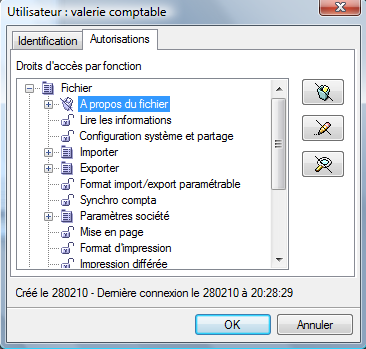 Utilisateur : valerie comptable
Identification
Autorisations
Droits d'accès par fonction
Fichier
A propos du fichier
Lire les informations
Configuration système et partage
Importer
Exporter
Format import/export paramétrable
Synchro compta
Paramètres société
Mise en page
Format d'impression
Impression différée
Créé le 280210 - Dernière connexion le 280210 à 20:28:29
OK
Annuler